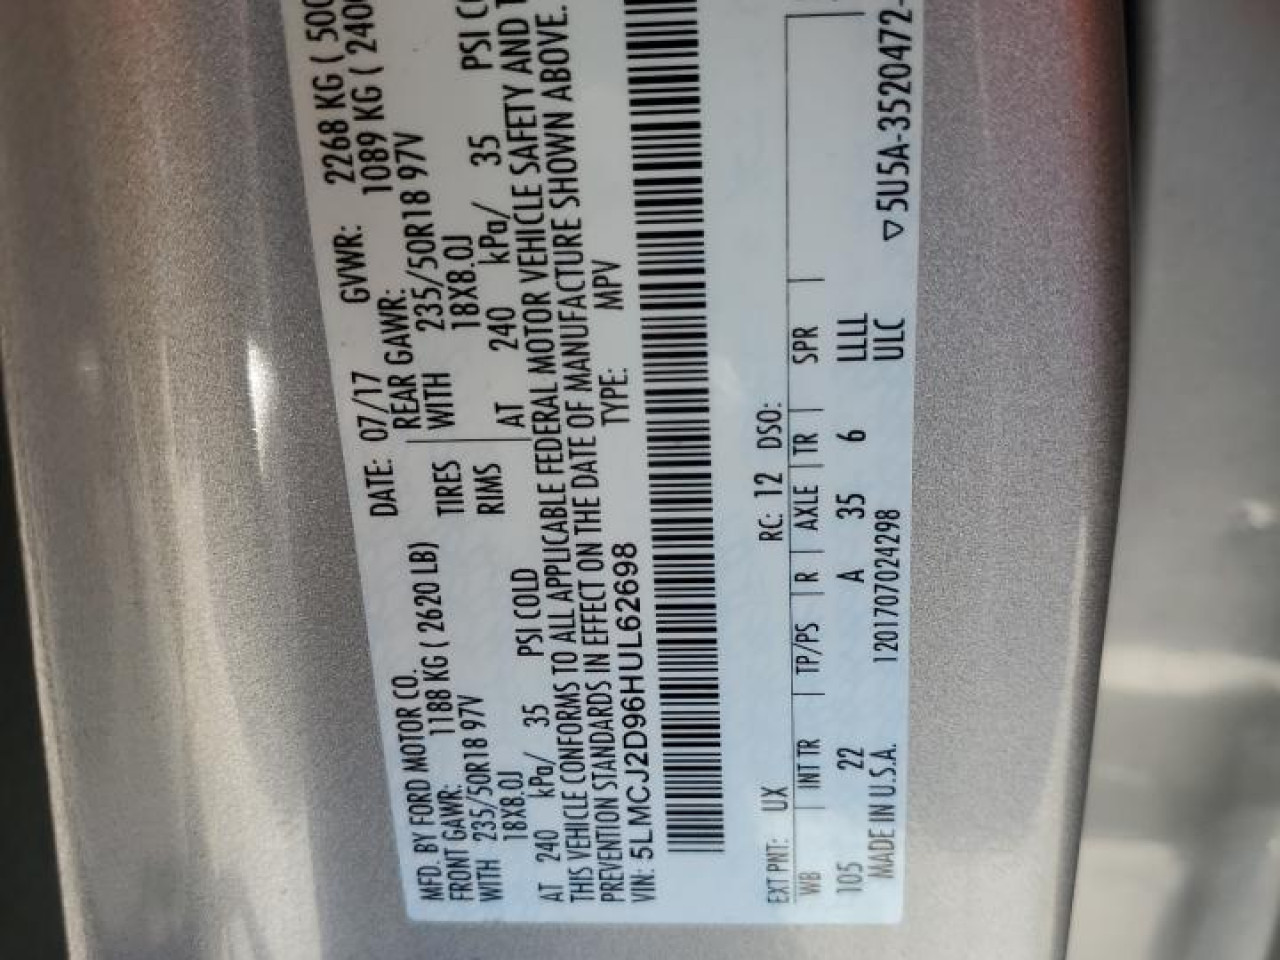 MFD. BY FORD MOTOR CO. DATE: 07/17 GVWR: 2268 KG ( 500
FRONT GAWR: 1188 KG ( 2620 LB) REAR GAWR: 1089 KG ( 240
WITH 235/50R18 97V TIRES WITH 235/50R18 97V
18X8.0J RIMS 18X8.0J
AT 240 kPa/ 35 PSI COLD AT 240 kPa/ 35 PSI C
THIS VEHICLE CONFORMS TO ALL APPLICABLE FEDERAL MOTOR VEHICLE SAFETY AND T
PREVENTION STANDARDS IN EFFECT ON THE DATE OF MANUFACTURE SHOWN ABOVE.
VIN: 5LMCJ2D96HUL62698 TYPE: MPV
EXT PNT: UX RC: 12 DSO:
WB INT TR TP/PS R AXLE TR SPR
105 22 A 35 6 LLLL
MADE IN U.S.A. 1201707024298 ULC ▽5U5A-3520472-